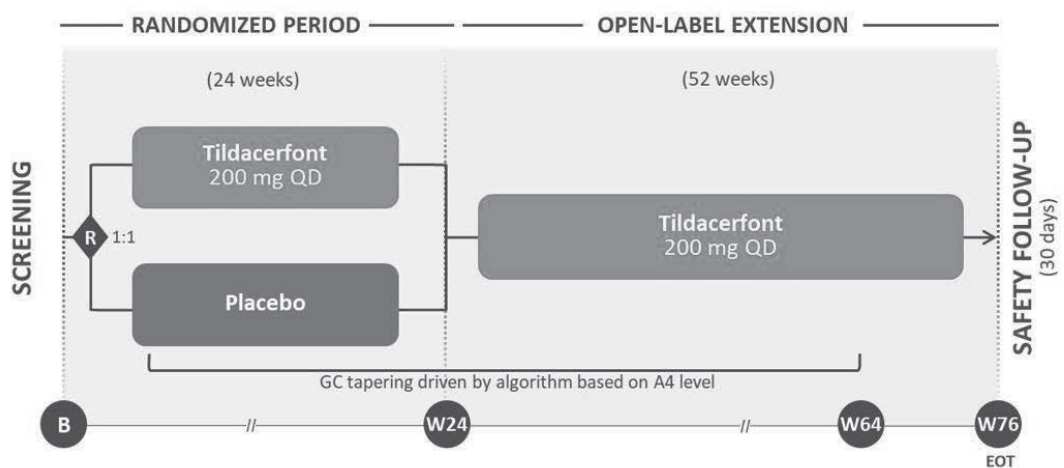 RANDOMIZED PERIOD
OPEN-LABEL EXTENSION
(24 weeks)
(52 weeks)
SCREENING
R
1:1
Tildacerfont
200 mg QD
Placebo
Tildacerfont
200 mg QD
SAFETY FOLLOW-UP
(30 days)
GC tapering driven by algorithm based on A4 level
B
//
W24
//
W64
W76
EOT